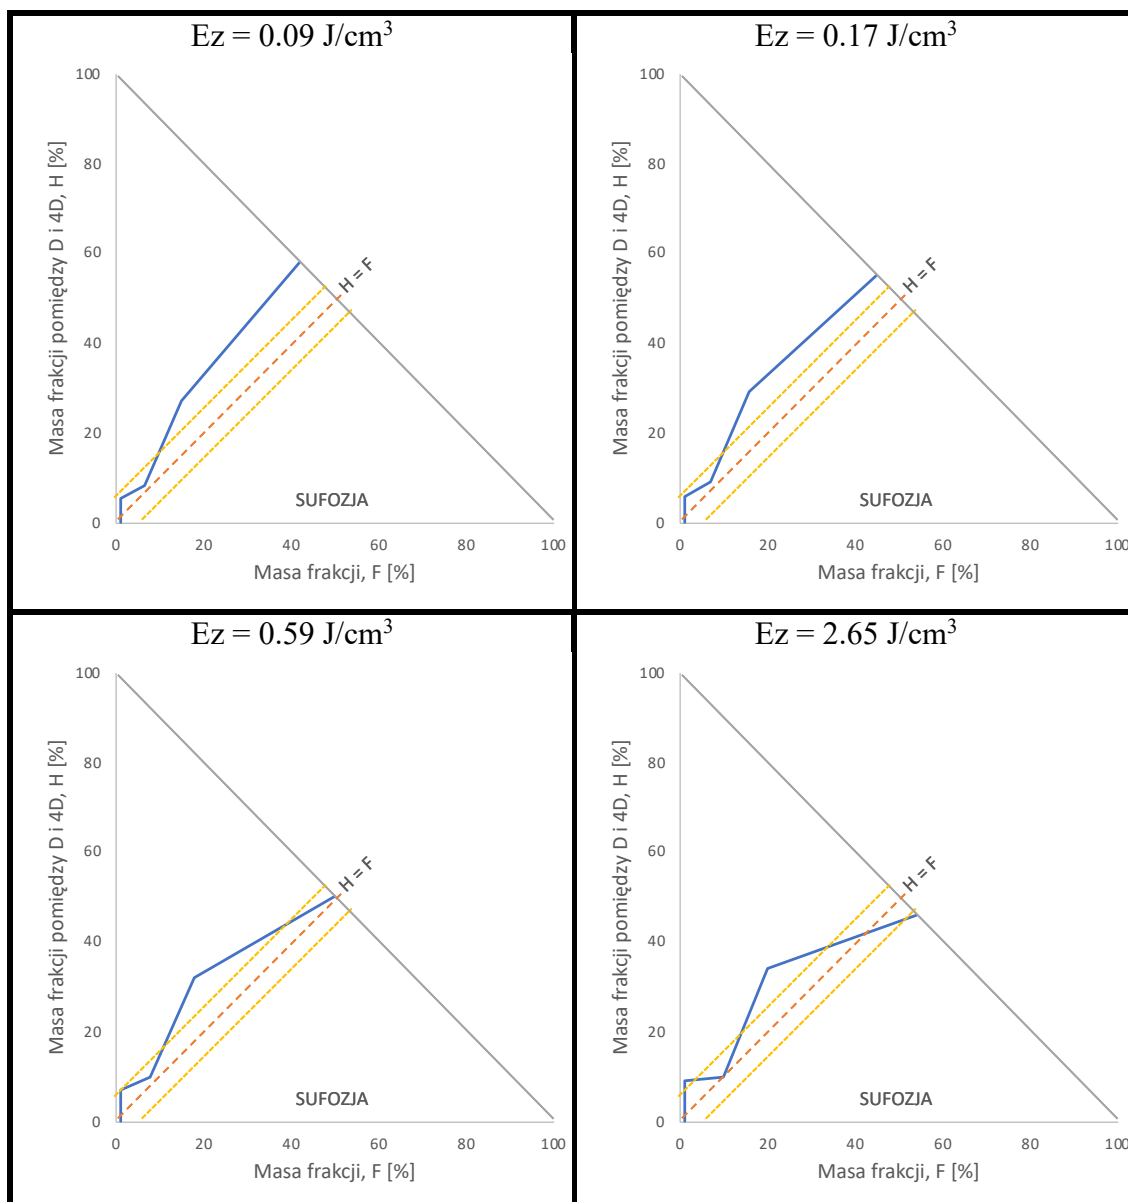 Ez = 0.09 J/cm³
100
80
60
40
20
0
Masa frakcji pomiędzy D i 4D, H [%]
H = F
SUFOZJA
0 20 40 60 80 100
Masa frakcji, F [%]
Ez = 0.17 J/cm³
100
80
60
40
20
0
Masa frakcji pomiędzy D i 4D, H [%]
H = F
SUFOZJA
0 20 40 60 80 100
Masa frakcji, F [%]
Ez = 0.59 J/cm³
100
80
60
40
20
0
Masa frakcji pomiędzy D i 4D, H [%]
H = F
SUFOZJA
0 20 40 60 80 100
Masa frakcji, F [%]
Ez = 2.65 J/cm³
100
80
60
40
20
0
Masa frakcji pomiędzy D i 4D, H [%]
H = F
SUFOZJA
0 20 40 60 80 100
Masa frakcji, F [%]